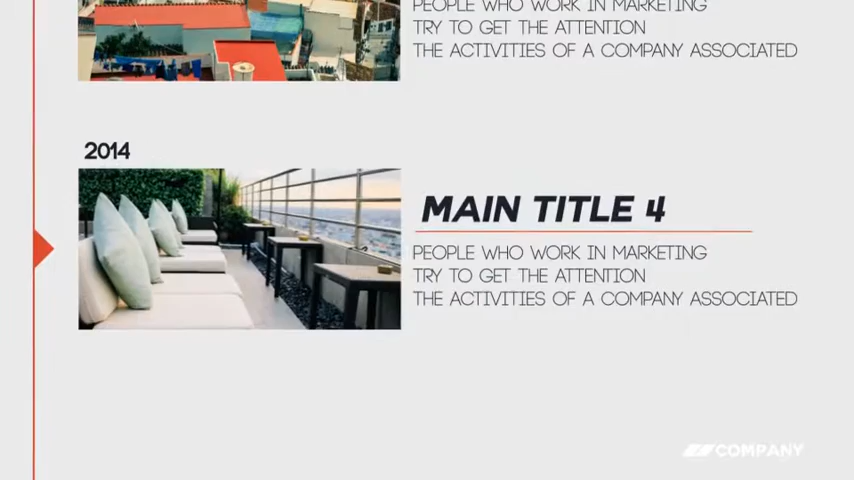 PEOPLE WHO WORK IN MARKETING
TRY TO GET THE ATTENTION
THE ACTIVITIES OF A COMPANY ASSOCIATED
2014
MAIN TITLE 4
PEOPLE WHO WORK IN MARKETING
TRY TO GET THE ATTENTION
THE ACTIVITIES OF A COMPANY ASSOCIATED
COMPANY